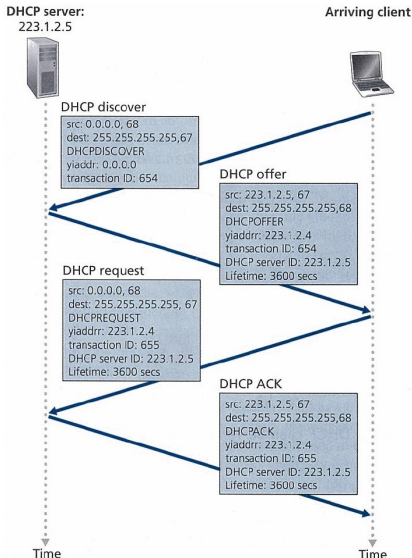 DHCP server:
223.1.2.5
Arriving client
DHCP discover
src: 0.0.0.0, 68
dest: 255.255.255.255,67
DHCPDISCOVER
yiaddr: 0.0.0.0
transaction ID: 654
DHCP offer
src: 223.1.2.5, 67
dest: 255.255.255.255,68
DHCPOFFER
yiaddrr: 223.1.2.4
transaction ID: 654
DHCP server ID: 223.1.2.5
Lifetime: 3600 secs
DHCP request
src: 0.0.0.0, 68
dest: 255.255.255.255, 67
DHCPREQUEST
yiaddr: 223.1.2.4
transaction ID: 655
DHCP server ID: 223.1.2.5
Lifetime: 3600 secs
DHCP ACK
src: 223.1.2.5, 67
dest: 255.255.255.255,68
DHCPACK
yiaddr: 223.1.2.4
transaction ID: 655
DHCP server ID: 223.1.2.5
Lifetime: 3600 secs
Time
Time